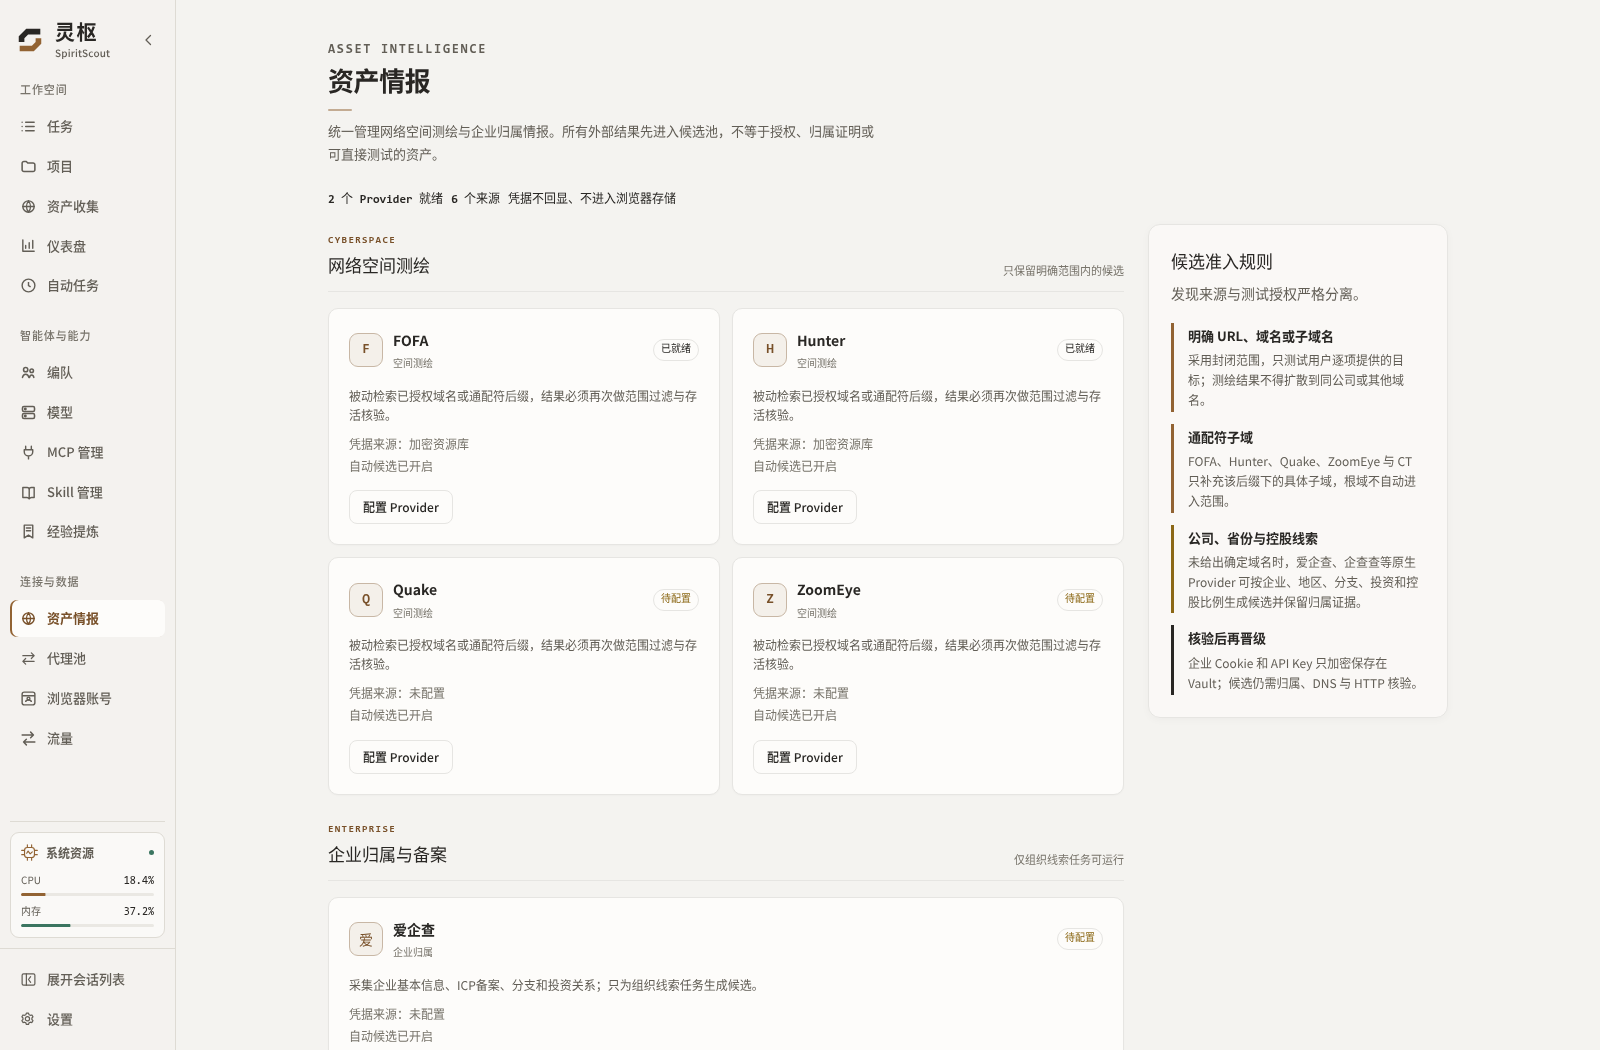 灵枢
SpiritScout
工作空间
任务
项目
资产收集
仪表盘
自动任务
智能体与能力
编队
模型
MCP 管理
Skill 管理
经验提炼
连接与数据
资产情报
代理池
浏览器账号
流量
系统资源
CPU 18.4%
内存 37.2%
展开会话列表
设置
ASSET INTELLIGENCE
资产情报
统一管理网络空间测绘与企业归属情报。所有外部结果先进入候选池，不等于授权、归属证明或
可直接测试的资产。
2 个 Provider 就绪 6 个来源 凭据不回显、不进入浏览器存储
CYBERSPACE
网络空间测绘
只保留明确范围内的候选
F
FOFA
空间测绘
已就绪
被动检索已授权域名或通配符后缀，结果必须再次做范围过滤与存
活核验。
凭据来源：加密资源库
自动候选已开启
配置 Provider
H
Hunter
空间测绘
已就绪
被动检索已授权域名或通配符后缀，结果必须再次做范围过滤与存
活核验。
凭据来源：加密资源库
自动候选已开启
配置 Provider
Q
Quake
空间测绘
待配置
被动检索已授权域名或通配符后缀，结果必须再次做范围过滤与存
活核验。
凭据来源：未配置
自动候选已开启
配置 Provider
Z
ZoomEye
空间测绘
待配置
被动检索已授权域名或通配符后缀，结果必须再次做范围过滤与存
活核验。
凭据来源：未配置
自动候选已开启
配置 Provider
ENTERPRISE
企业归属与备案
仅组织线索任务可运行
爱
爱企查
企业归属
待配置
采集企业基本信息、ICP备案、分支和投资关系；只为组织线索任务生成候选。
凭据来源：未配置
自动候选已开启
候选准入规则
发现来源与测试授权严格分离。
明确 URL、域名或子域名
采用封闭范围，只测试用户逐项提供的目
标；测绘结果不得扩散到同公司或其他域
名。
通配符子域
FOFA、Hunter、Quake、ZoomEye 与 CT
只补充该后缀下的具体子域，根域不自动进
入范围。
公司、省份与控股线索
未给出确定域名时，爱企查、企查查等原生
Provider 可按企业、地区、分支、投资和控
股比例生成候选并保留归属证据。
核验后再晋级
企业 Cookie 和 API Key 只加密保存在
Vault；候选仍需归属、DNS 与 HTTP 核验。